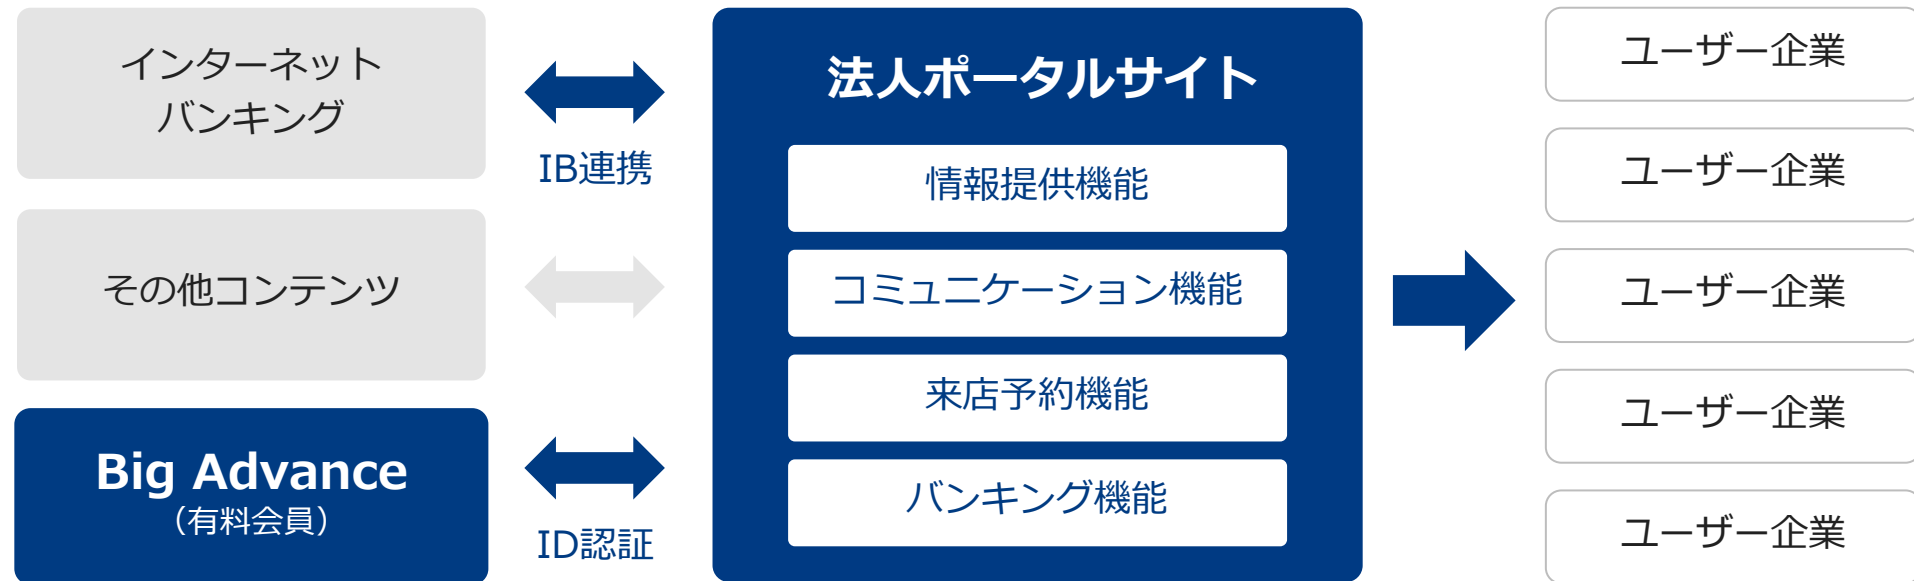 インターネット
バンキング
その他コンテンツ
Big Advance
（有料会員）
IB連携
ID認証
法人ポータルサイト
情報提供機能
コミュニケーション機能
来店予約機能
バンキング機能
ユーザー企業
ユーザー企業
ユーザー企業
ユーザー企業
ユーザー企業